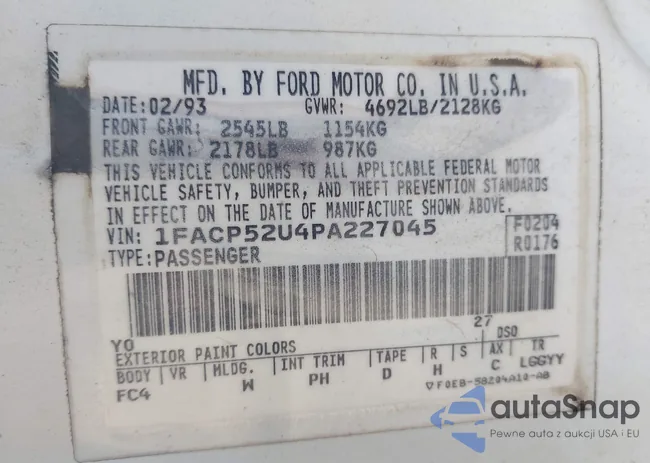 MFD. BY FORD MOTOR CO. IN U.S.A.
DATE: 02/93 GVWR: 4692LB/2128KG
FRONT GAWR: 2545LB 1154KG
REAR GAWR: 2178LB 987KG
THIS VEHICLE CONFORMS TO ALL APPLICABLE FEDERAL MOTOR
VEHICLE SAFETY, BUMPER, AND THEFT PREVENTION STANDARDS
IN EFFECT ON THE DATE OF MANUFACTURE SHOWN ABOVE.
VIN: 1FACP52U4PA227045 F0204
TYPE: PASSENGER R0176
YO 27
EXTERIOR PAINT COLORS DSO
BODY VR MLDG. INT TRIM TAPE R S AX TR
FC4 W PH D H C LGGYY
▽F0EB-58204A10-AB
autaSnap
Pewne auta z aukcji USA i EU